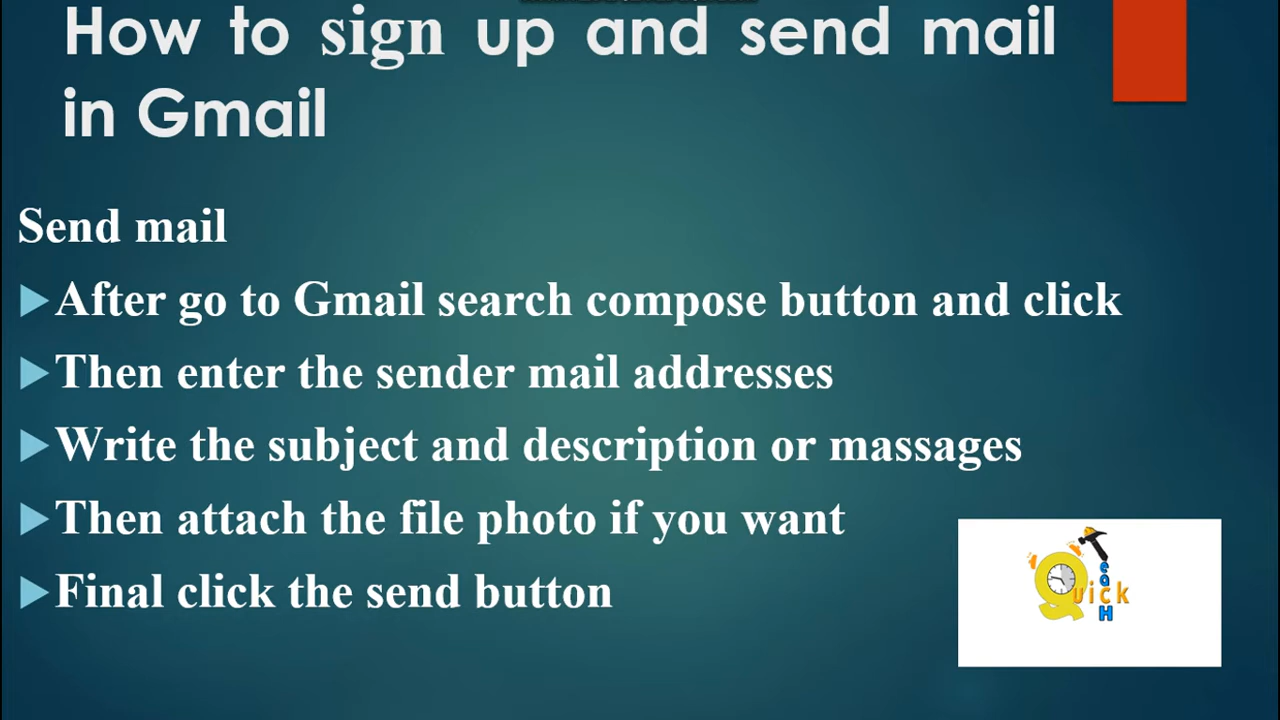 How to sign up and send mail
in Gmail
Send mail
After go to Gmail search compose button and click
Then enter the sender mail addresses
Write the subject and description or massages
Then attach the file photo if you want
Final click the send button
Quick
Teach